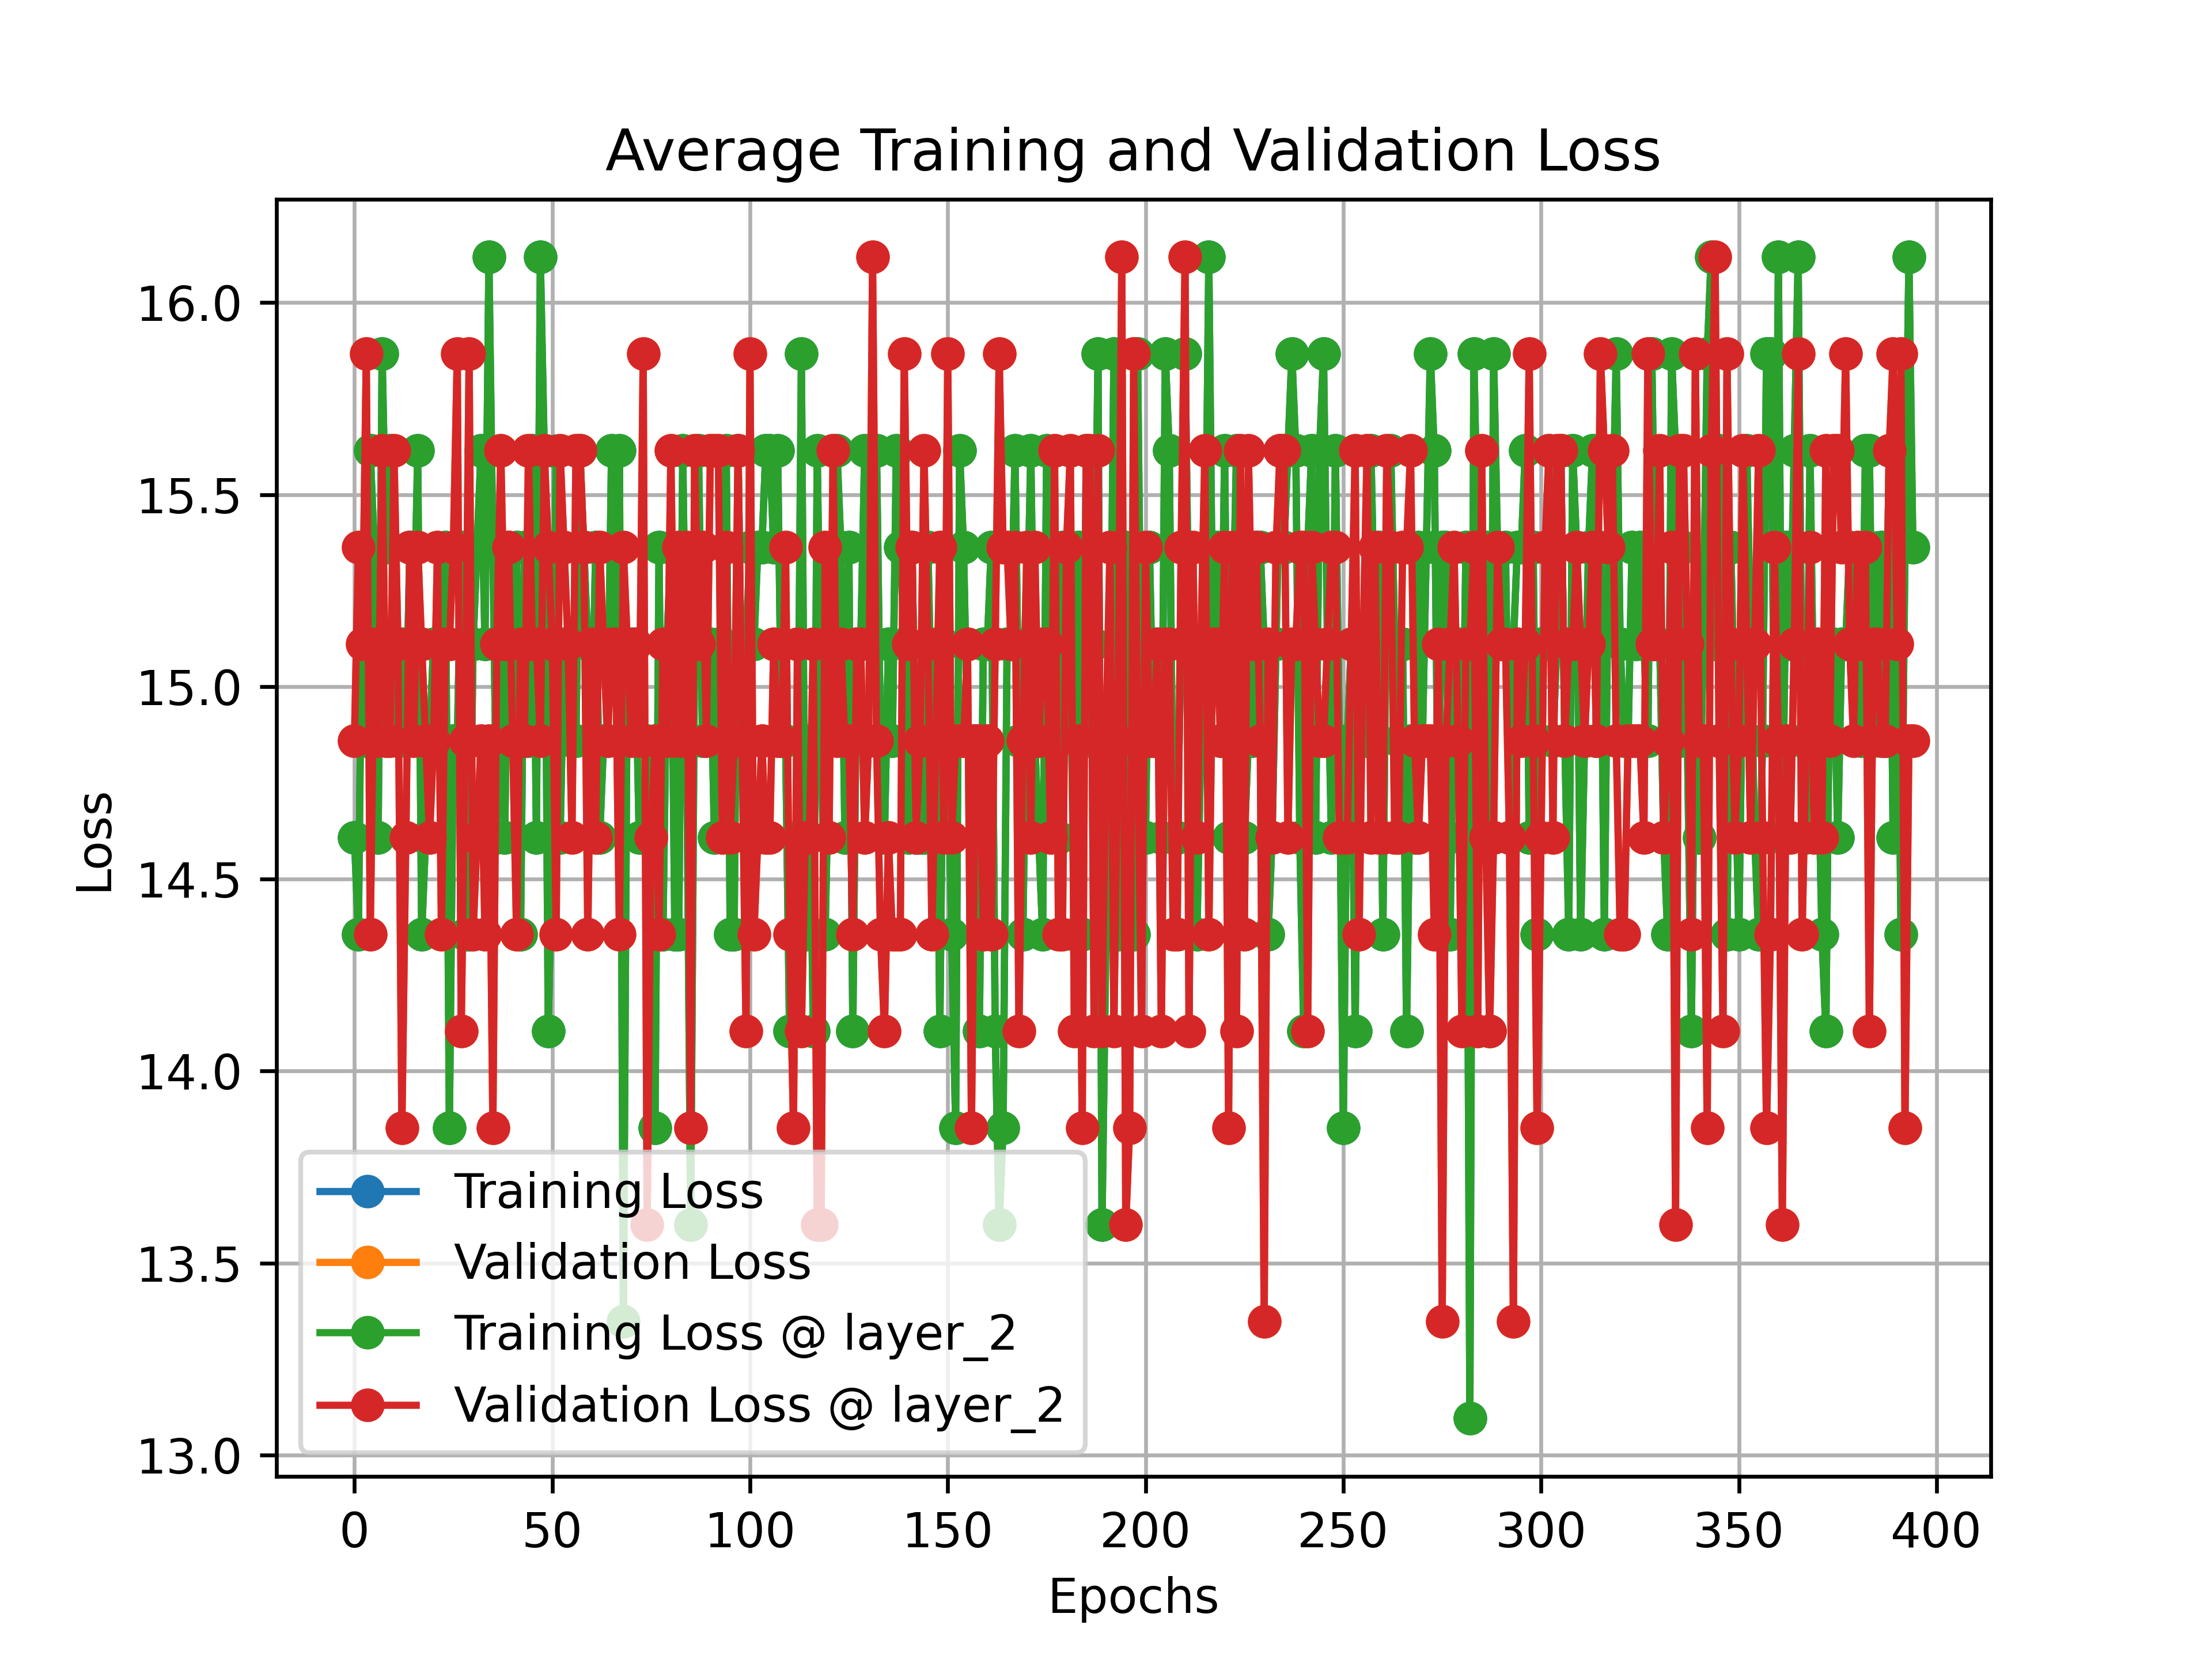 Average Training and Validation Loss
Loss
16.0
15.5
15.0
14.5
14.0
13.5
13.0
Training Loss
Validation Loss
Training Loss @ layer_2
Validation Loss @ layer_2
0 50 100 150 200 250 300 350 400
Epochs